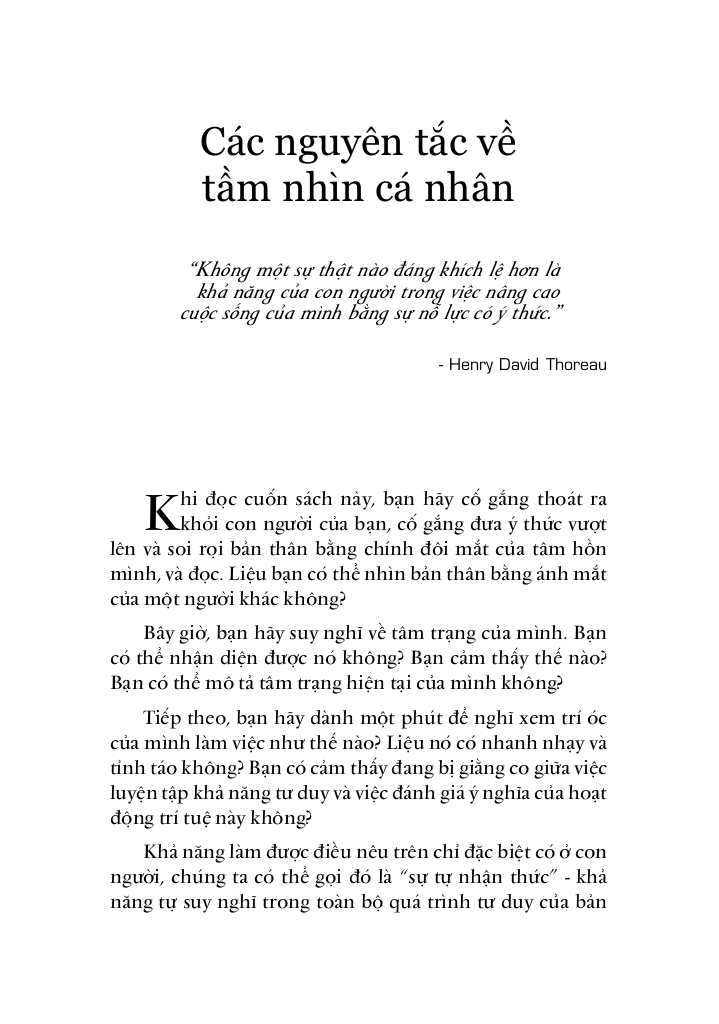 Các nguyên tắc về
tầm nhìn cá nhân
“Không một sự thật nào đáng khích lệ hơn là
khả năng của con người trong việc nâng cao
cuộc sống của mình bằng sự nỗ lực có ý thức.”
- Henry David Thoreau
Khi đọc cuốn sách này, bạn hãy cố gắng thoát ra
khỏi con người của bạn, cố gắng đưa ý thức vượt
lên và soi rọi bản thân bằng chính đôi mắt của tâm hồn
mình, và đọc. Liệu bạn có thể nhìn bản thân bằng ánh mắt
của một người khác không?
Bây giờ, bạn hãy suy nghĩ về tâm trạng của mình. Bạn
có thể nhận diện được nó không? Bạn cảm thấy thế nào?
Bạn có thể mô tả tâm trạng hiện tại của mình không?
Tiếp theo, bạn hãy dành một phút để nghĩ xem trí óc
của mình làm việc như thế nào? Liệu nó có nhanh nhạy và
tỉnh táo không? Bạn có cảm thấy đang bị giằng co giữa việc
luyện tập khả năng tư duy và việc đánh giá ý nghĩa của hoạt
động trí tuệ này không?
Khả năng làm được điều nêu trên chỉ đặc biệt có ở con
người, chúng ta có thể gọi đó là “sự tự nhận thức” - khả
năng tự suy nghĩ trong toàn bộ quá trình tư duy của bản